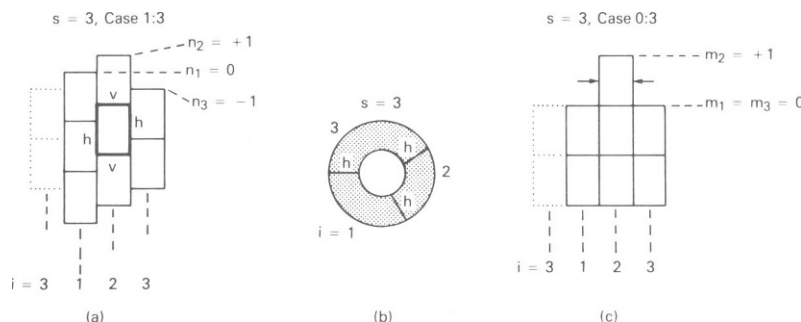 s = 3, Case 1:3
n₂ = +1
n₁ = 0
n₃ = −1
v
h
h
v
i = 3 1 2 3
(a)
s = 3
3
h
h
2
h
i = 1
(b)
s = 3, Case 0:3
m₂ = +1
m₁ = m₃ = 0
i = 3 1 2 3
(c)